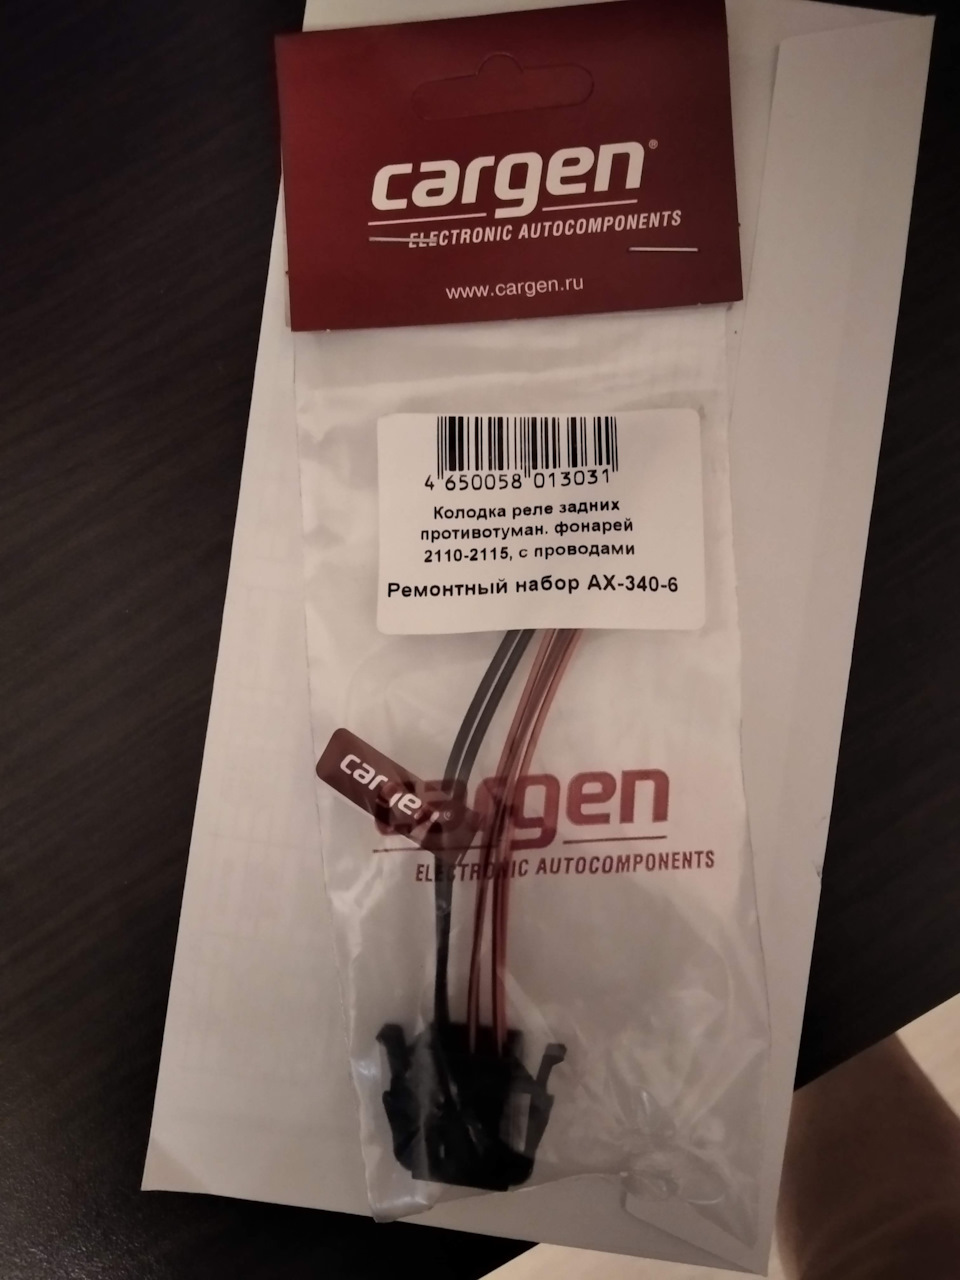 cargen®
ELECTRONIC AUTOCOMPONENTS
www.cargen.ru
4 650058 013031
Колодка реле задних
противотуман. фонарей
2110-2115, с проводами
Ремонтный набор АХ-340-6
cargen
cargen
ELECTRONIC AUTOCOMPONENTS